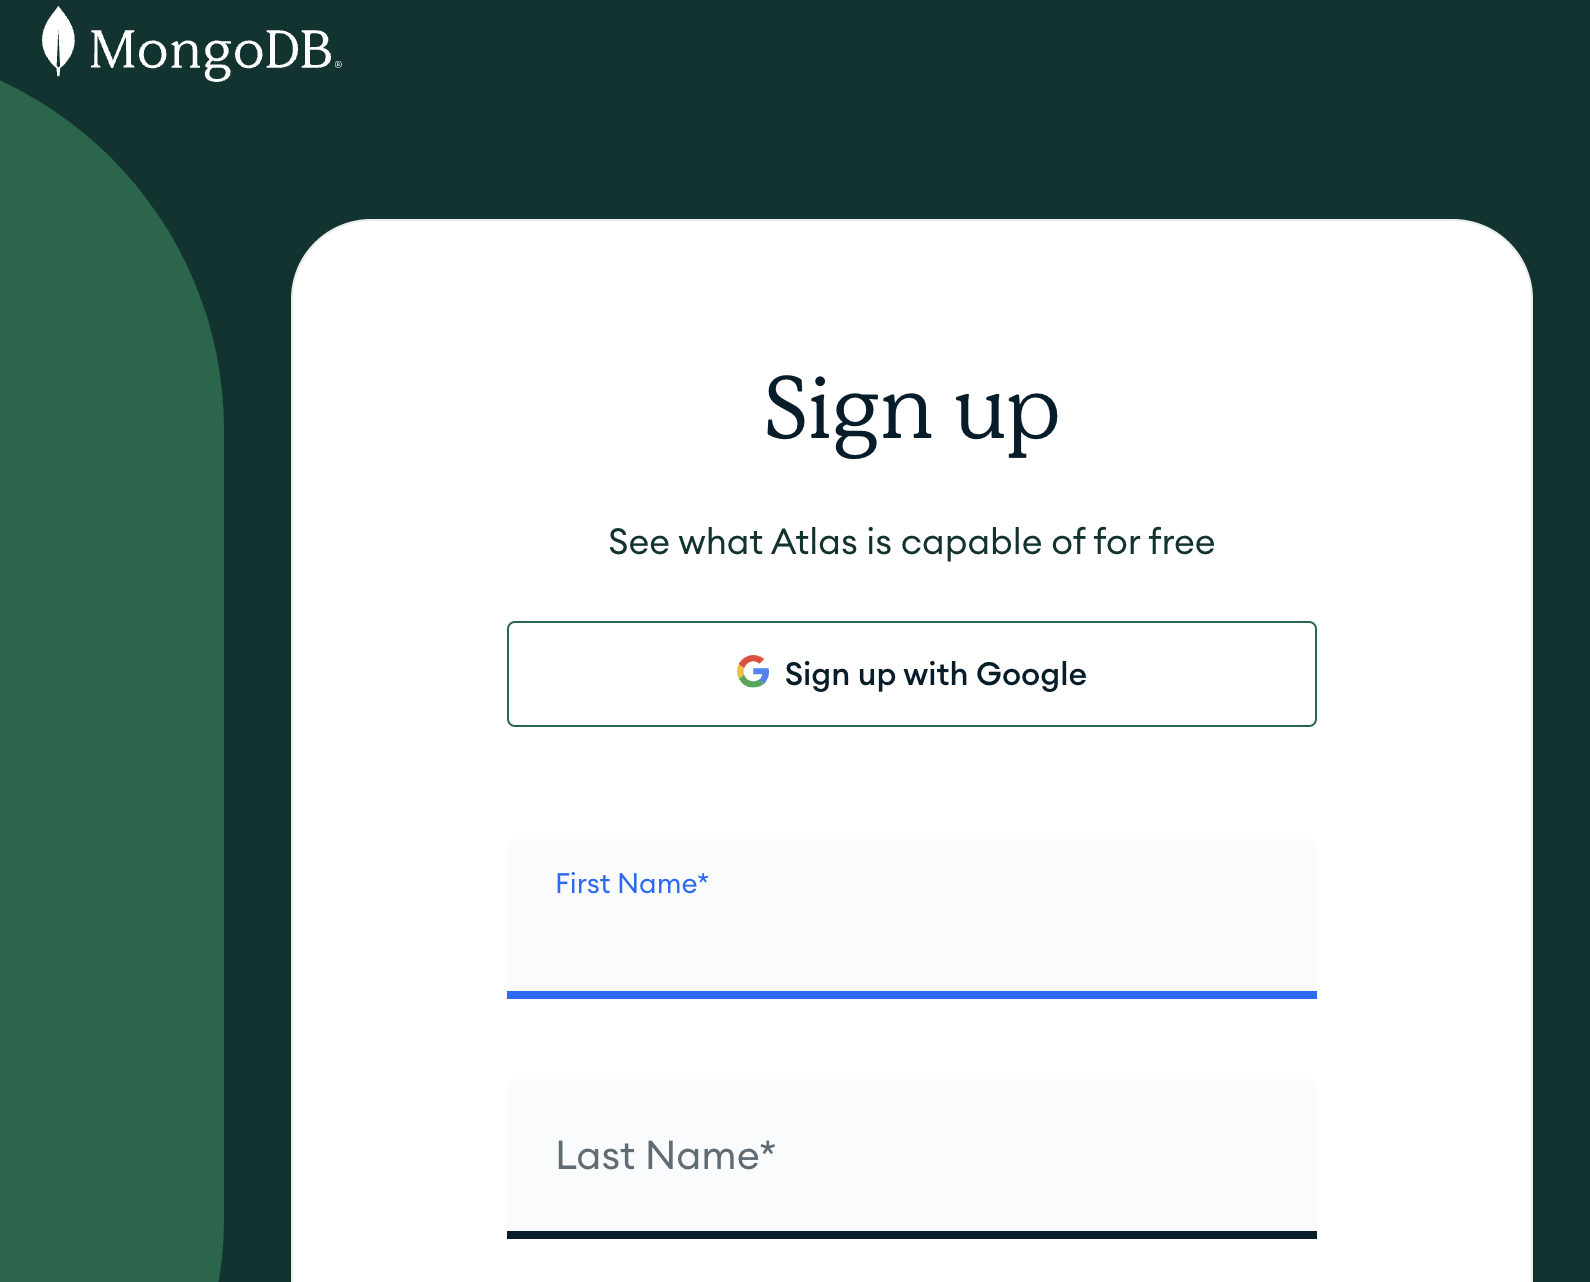 MongoDB®
Sign up
See what Atlas is capable of for free
Sign up with Google
First Name*
Last Name*